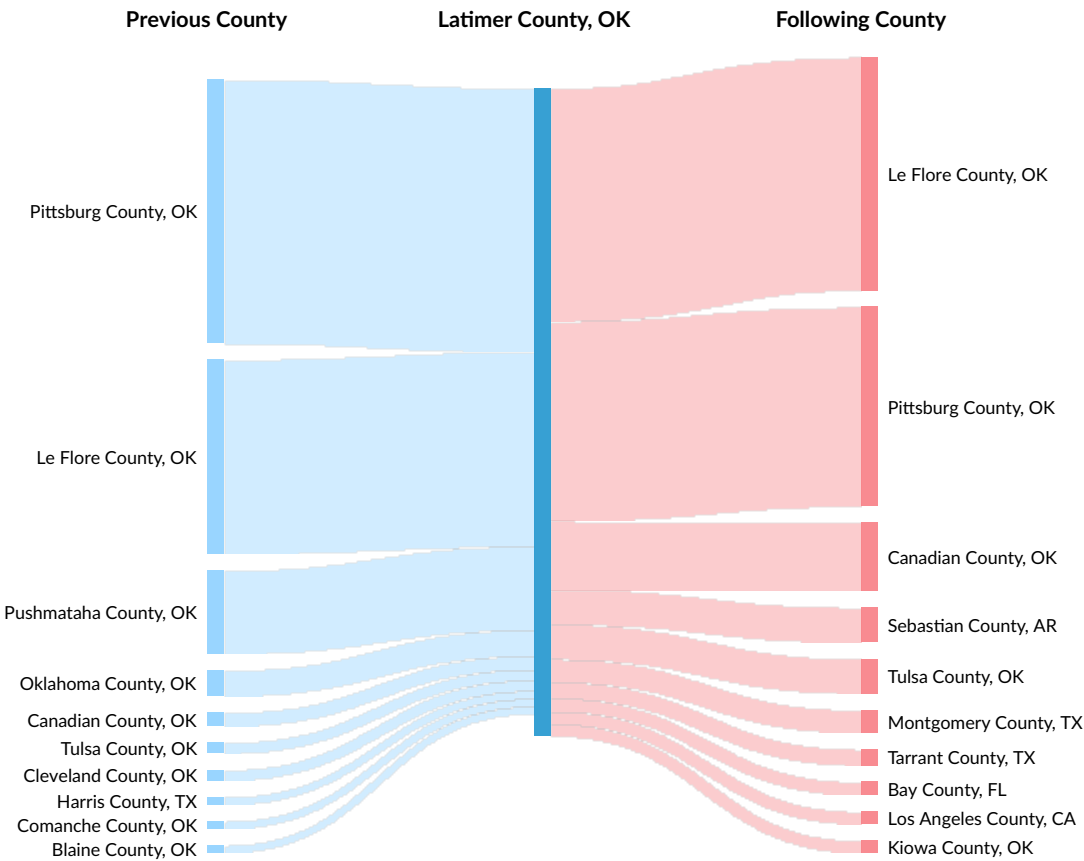 Previous County
Latimer County, OK
Following County
Pittsburg County, OK
Le Flore County, OK
Pushmataha County, OK
Oklahoma County, OK
Canadian County, OK
Tulsa County, OK
Cleveland County, OK
Harris County, TX
Comanche County, OK
Blaine County, OK
Le Flore County, OK
Pittsburg County, OK
Canadian County, OK
Sebastian County, AR
Tulsa County, OK
Montgomery County, TX
Tarrant County, TX
Bay County, FL
Los Angeles County, CA
Kiowa County, OK